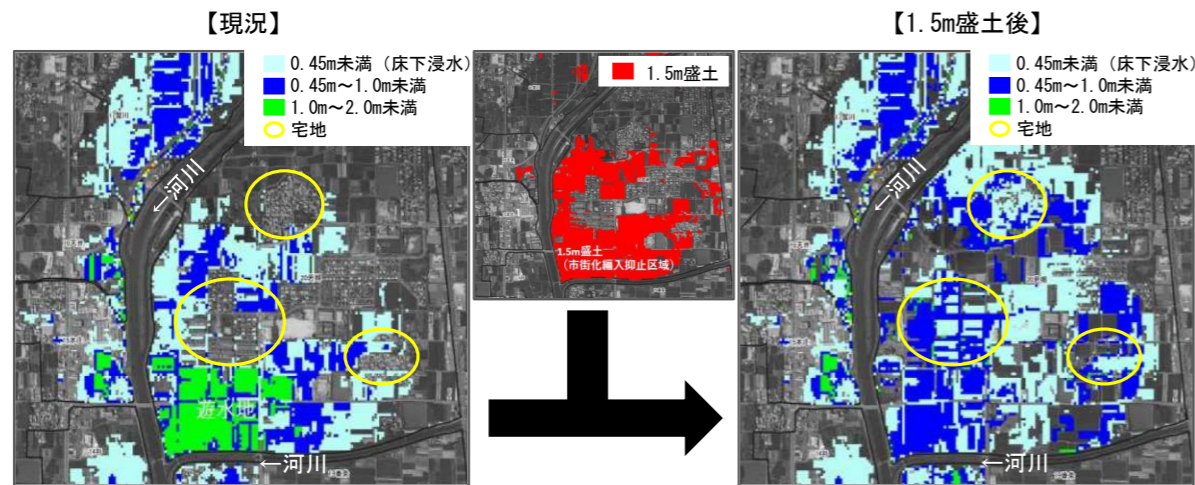 【現況】
0.45m未満（床下浸水）
0.45m～1.0m未満
1.0m～2.0m未満
宅地
←河川
遊水地
←河川
1.5m盛土
1.5m盛土
（市街化編入抑止区域）
【1.5m盛土後】
0.45m未満（床下浸水）
0.45m～1.0m未満
1.0m～2.0m未満
宅地
←河川
←河川